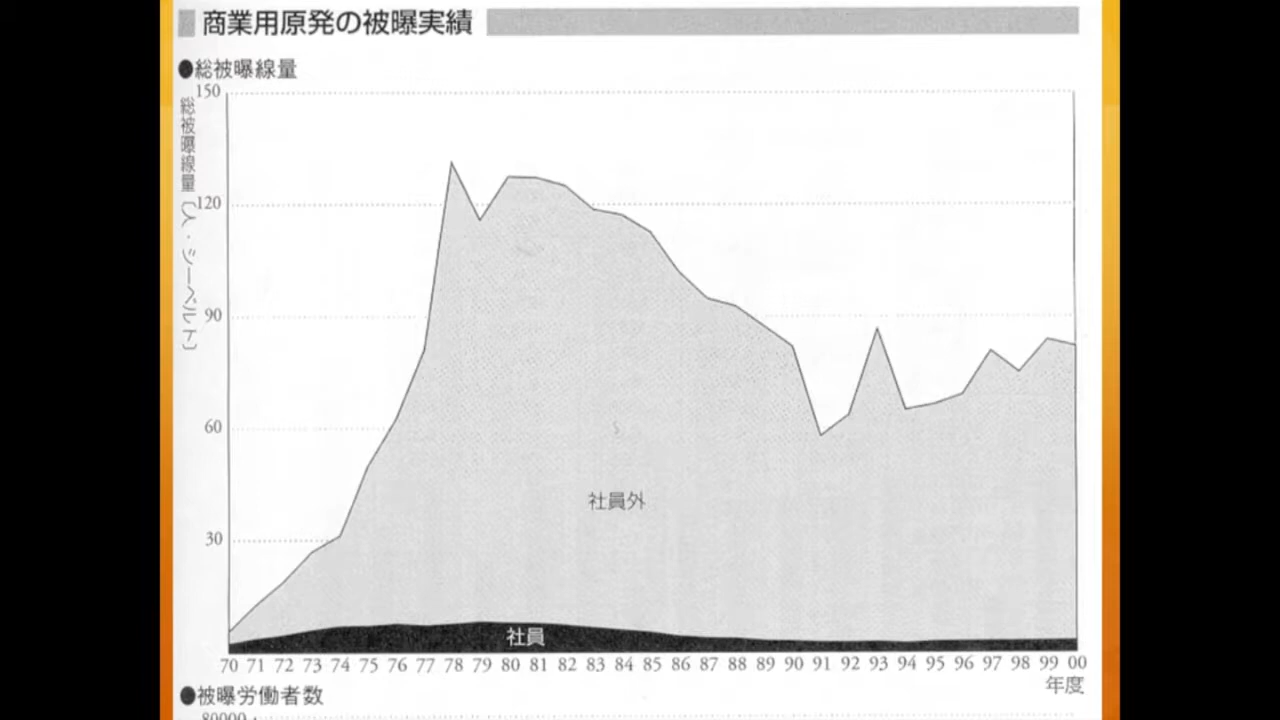 商業用原発の被曝実績
●総被曝線量
総被曝線量〔人・シーベルト〕
150
120
90
60
30
社員外
社員
70 71 72 73 74 75 76 77 78 79 80 81 82 83 84 85 86 87 88 89 90 91 92 93 94 95 96 97 98 99 00
年度
●被曝労働者数
80000